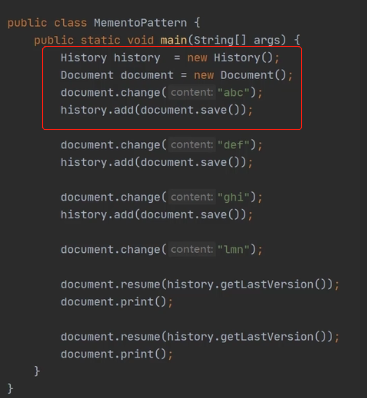 public class MementoPattern {
public static void main(String[] args) {
History history  = new History();
Document document = new Document();
document.change( content: "abc");
history.add(document.save());
document.change( content: "def");
history.add(document.save());
document.change( content: "ghi");
history.add(document.save());
document.change( content: "lmn");
document.resume(history.getLastVersion());
document.print();
document.resume(history.getLastVersion());
document.print();
}
}